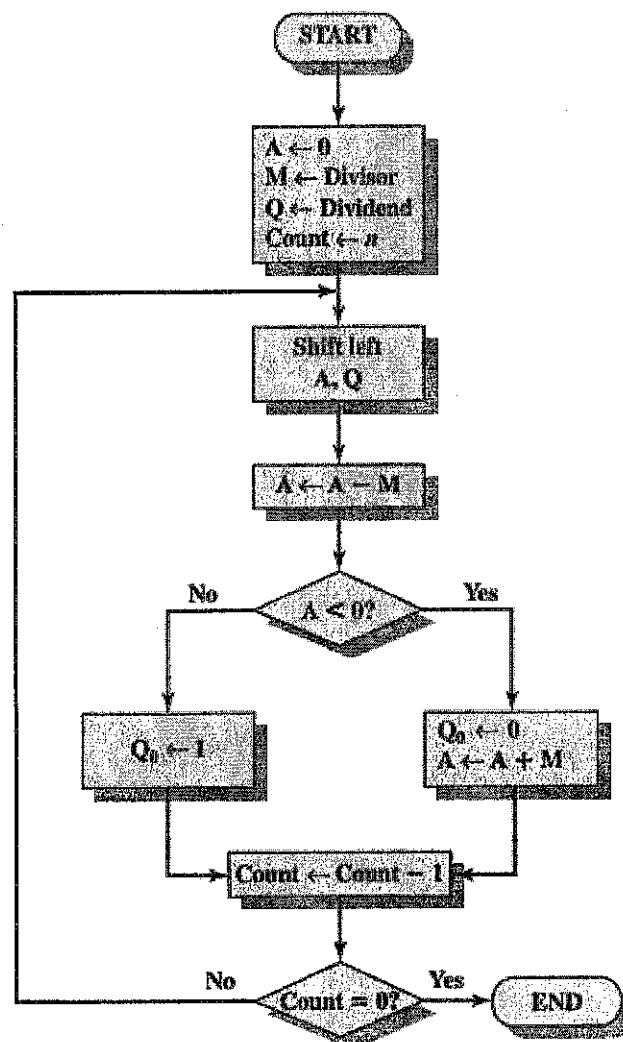 START
A ← 0
M ← Divisor
Q ← Dividend
Count ← n
Shift left
A, Q
A ← A − M
A < 0?
No
Yes
Q₀ ← 1
Q₀ ← 0
A ← A + M
Count ← Count − 1
Count = 0?
No
Yes
END